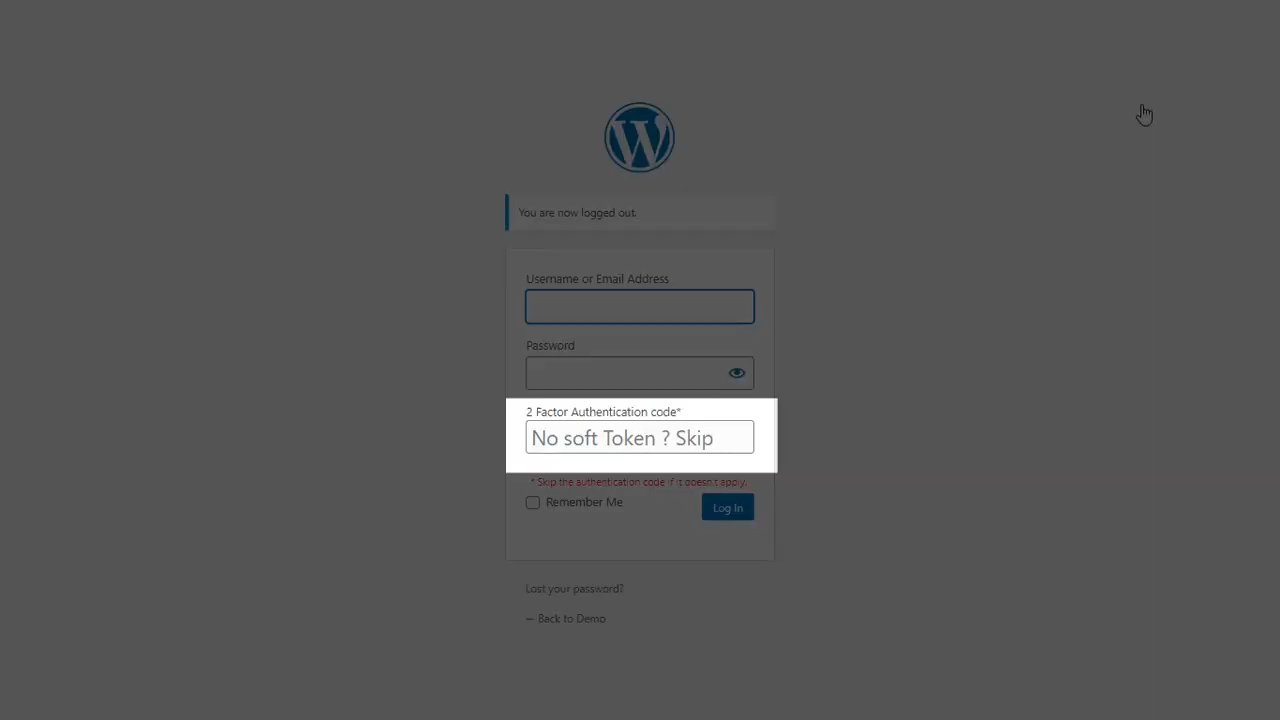 You are now logged out.
Username or Email Address
Password
2 Factor Authentication code*
No soft Token ? Skip
* Skip the authentication code if it doesn't apply.
Remember Me
Log In
Lost your password?
← Back to Demo